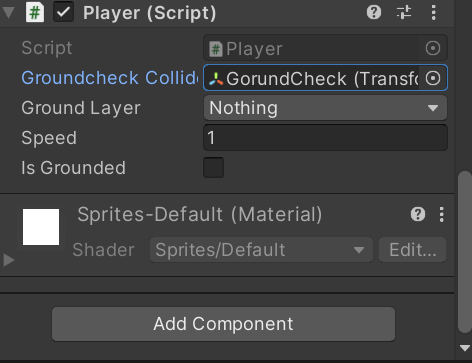 Player (Script)
Script Player
Groundcheck Collide GorundCheck (Transfo
Ground Layer Nothing
Speed 1
Is Grounded
Sprites-Default (Material)
Shader Sprites/Default Edit...
Add Component